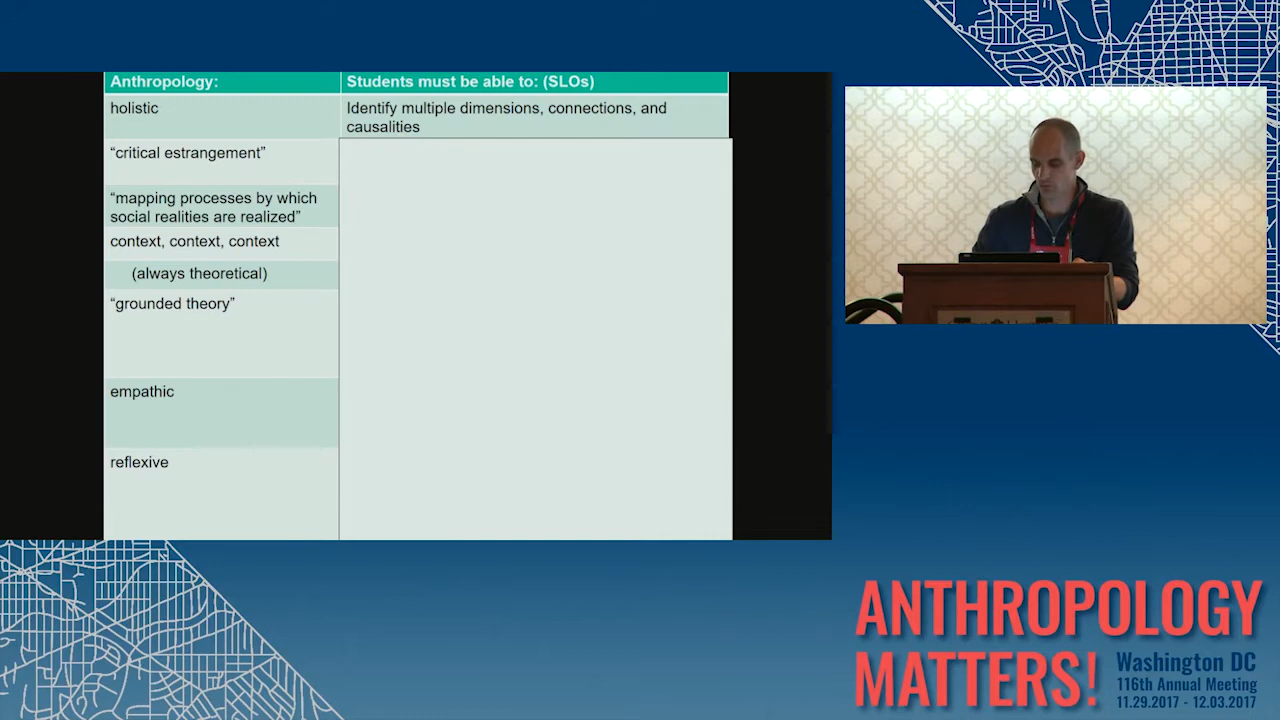 Anthropology:
Students must be able to: (SLOs)
holistic
Identify multiple dimensions, connections, and
causalities
“critical estrangement”
“mapping processes by which
social realities are realized”
context, context, context
(always theoretical)
“grounded theory”
empathic
reflexive
ANTHROPOLOGY
MATTERS!
Washington DC
116th Annual Meeting
11.29.2017 - 12.03.2017